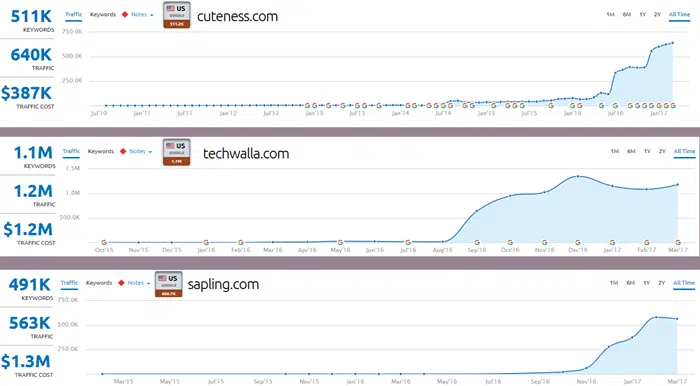 511K
KEYWORDS
640K
TRAFFIC
$387K
TRAFFIC COST
Traffic Keywords Notes US GOOGLE 511.2K cuteness.com 1M 6M 1Y 2Y All Time
750.0K
500.0K
250.0K
Jul'10 Jan'11 Jul'11 Jan'12 Jul'12 Jan'13 Jul'13 Jan'14 Jul'14 Jan'15 Jul'15 Jan'16 Jul'16 Jan'17
1.1M
KEYWORDS
1.2M
TRAFFIC
$1.2M
TRAFFIC COST
Traffic Keywords Notes US GOOGLE 1.1M techwalla.com 1M 6M 1Y 2Y All Time
1.5M
1.0M
500.0K
Oct'15 Nov'15 Dec'15 Jan'16 Feb'16 Mar'16 Apr'16 May'16 Jun'16 Jul'16 Aug'16 Sep'16 Oct'16 Nov'16 Dec'16 Jan'17 Feb'17 Mar'17
491K
KEYWORDS
563K
TRAFFIC
$1.3M
TRAFFIC COST
Traffic Keywords Notes US GOOGLE 490.7K sapling.com 1M 6M 1Y 2Y All Time
750.0K
500.0K
250.0K
Mar'15 May'15 Jul'15 Sep'15 Nov'15 Jan'16 Mar'16 May'16 Jul'16 Sep'16 Nov'16 Jan'17 Mar'17